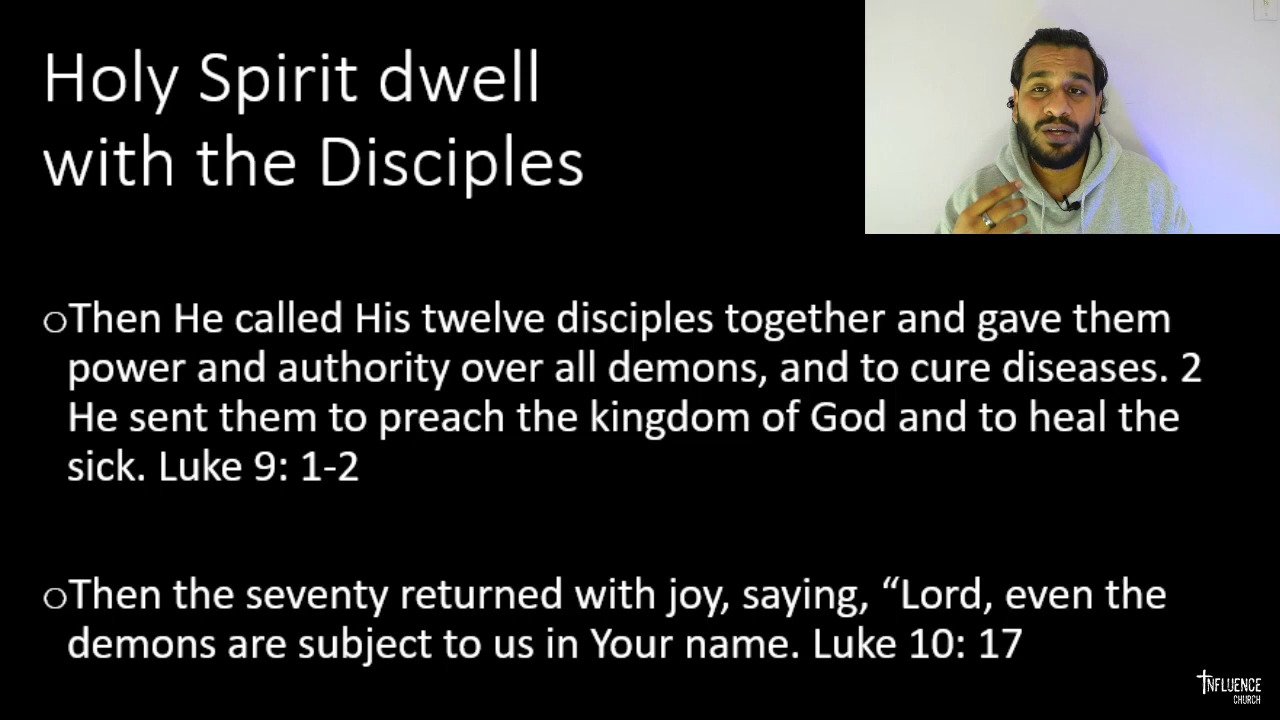 Holy Spirit dwell
with the Disciples
oThen He called His twelve disciples together and gave them
power and authority over all demons, and to cure diseases. 2
He sent them to preach the kingdom of God and to heal the
sick. Luke 9: 1-2
oThen the seventy returned with joy, saying, “Lord, even the
demons are subject to us in Your name. Luke 10: 17
INFLUENCE
CHURCH